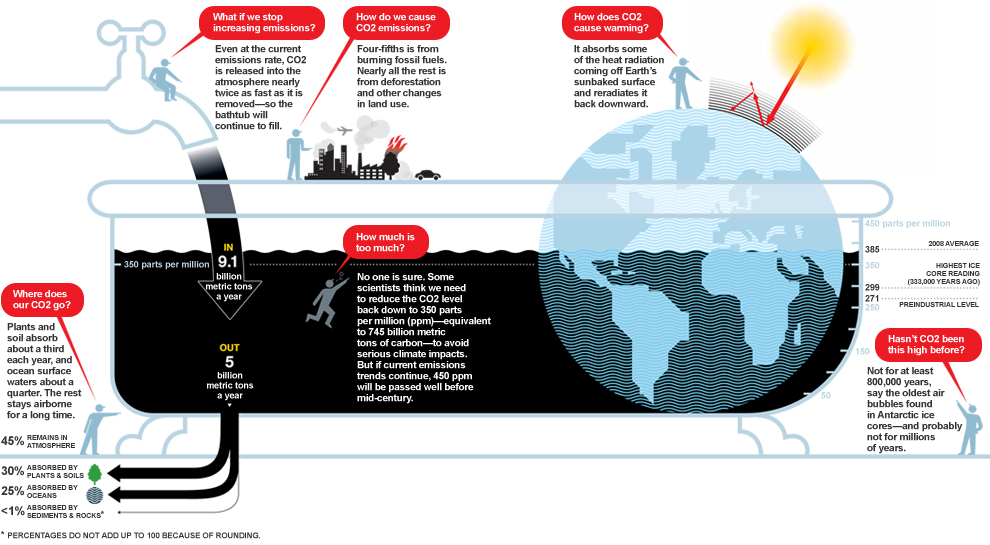 What if we stop
increasing emissions?
Even at the current
emissions rate, CO2
is released into the
atmosphere nearly
twice as fast as it is
removed—so the
bathtub will
continue to fill.
How do we cause
CO2 emissions?
Four-fifths is from
burning fossil fuels.
Nearly all the rest is
from deforestation
and other changes
in land use.
How does CO2
cause warming?
It absorbs some
of the heat radiation
coming off Earth's
sunbaked surface
and reradiates it
back downward.
IN
9.1
billion
metric tons
a year
350 parts per million
How much is
too much?
No one is sure. Some
scientists think we need
to reduce the CO2 level
back down to 350 parts
per million (ppm)—equivalent
to 745 billion metric
tons of carbon—to avoid
serious climate impacts.
But if current emissions
trends continue, 450 ppm
will be passed well before
mid-century.
450 parts per million
2008 AVERAGE
385
350
HIGHEST ICE
CORE READING
(333,000 YEARS AGO)
299
271
PREINDUSTRIAL LEVEL
250
150
50
Where does
our CO2 go?
Plants and
soil absorb
about a third
each year, and
ocean surface
waters about a
quarter. The rest
stays airborne
for a long time.
OUT
5
billion
metric tons
a year
Hasn't CO2 been
this high before?
Not for at least
800,000 years,
say the oldest air
bubbles found
in Antarctic ice
cores—and probably
not for millions
of years.
45% REMAINS IN
ATMOSPHERE
30% ABSORBED BY
PLANTS & SOILS
25% ABSORBED BY
OCEANS
<1% ABSORBED BY
SEDIMENTS & ROCKS*
* PERCENTAGES DO NOT ADD UP TO 100 BECAUSE OF ROUNDING.